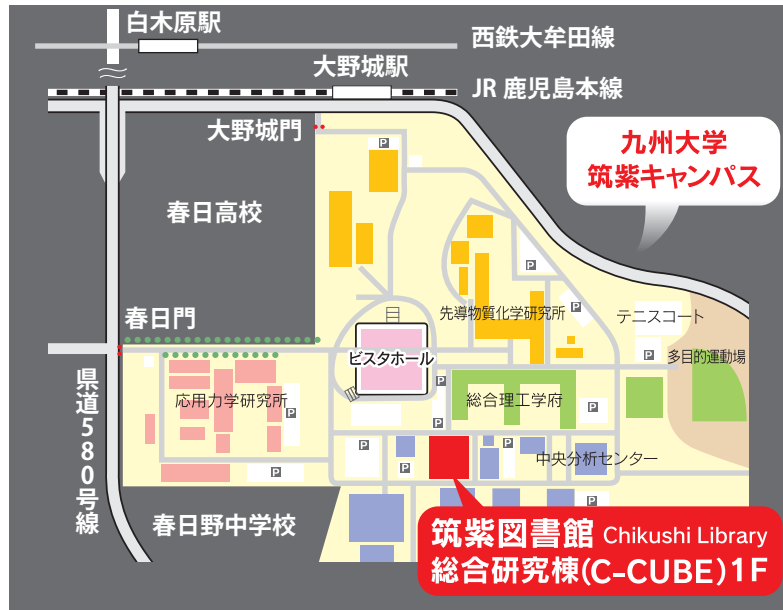 白木原駅
西鉄大牟田線
大野城駅
JR 鹿児島本線
大野城門
P
九州大学
筑紫キャンパス
春日高校
P
先導物質化学研究所
P
テニスコート
春日門
ビスタホール
P
多目的運動場
県道580号線
応用力学研究所
P
P
P
総合理工学府
P
P
P
P
P
中央分析センター
P
春日野中学校
筑紫図書館 Chikushi Library
総合研究棟(C-CUBE)1F